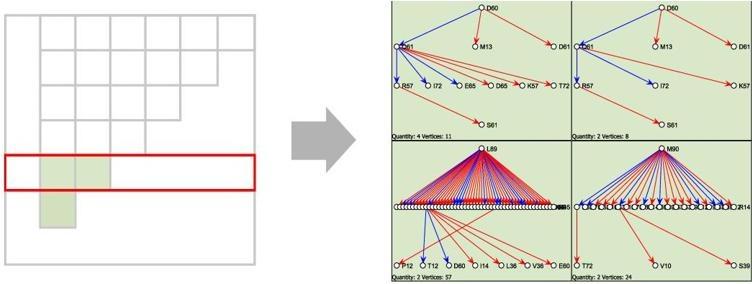 D60
D61 M13 D61
R57 I72 E65 D65 K57 T72
S61
Quantity: 4 Vertices: 11
D60
D61 M13 D61
R57 I72 K57
S61
Quantity: 2 Vertices: 8
L89
P12 T12 D60 I14 L36 V36 E60
Quantity: 2 Vertices: 57
M90
R14
T72 V10 S39
Quantity: 2 Vertices: 24